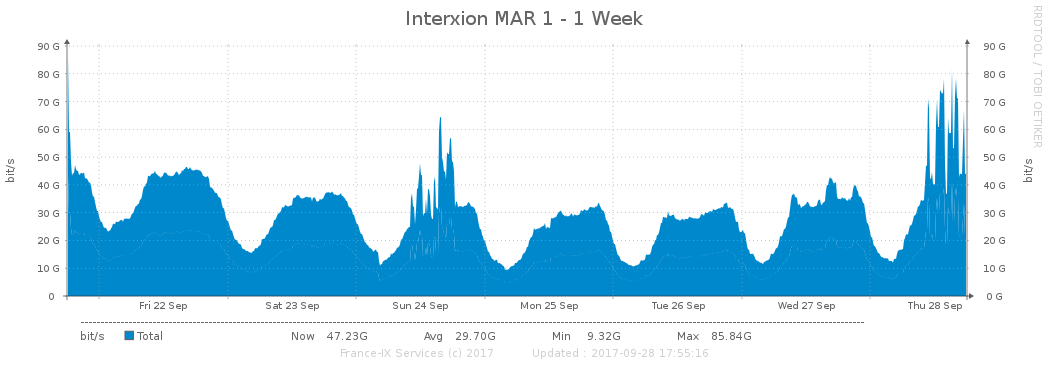 Interxion MAR 1 - 1 Week
RRDTOOL / TOBI OETIKER
bit/s
bit/s
90 G 90 G
80 G 80 G
70 G 70 G
60 G 60 G
50 G 50 G
40 G 40 G
30 G 30 G
20 G 20 G
10 G 10 G
0 0 G
Fri 22 Sep Sat 23 Sep Sun 24 Sep Mon 25 Sep Tue 26 Sep Wed 27 Sep Thu 28 Sep
bit/s Total Now 47.23G Avg 29.70G Min 9.32G Max 85.84G
France-IX Services (c) 2017 Updated : 2017-09-28 17:55:16